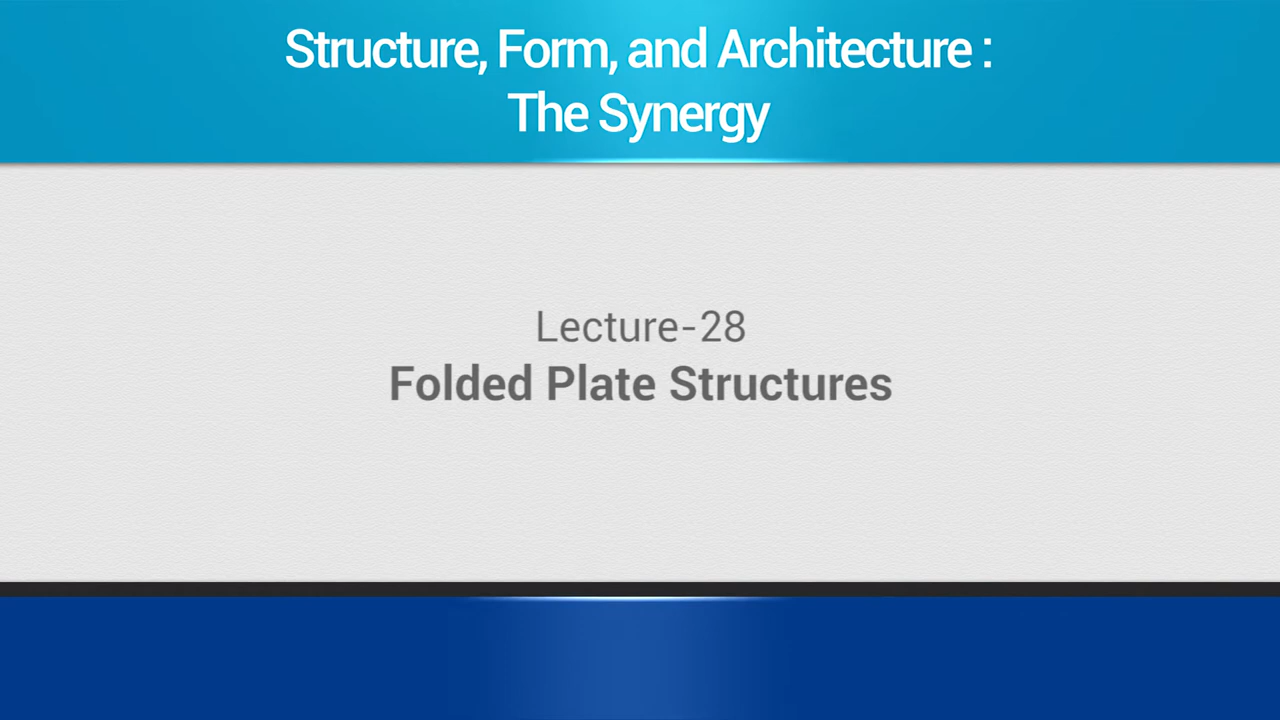 Structure, Form, and Architecture :
The Synergy
Lecture-28
Folded Plate Structures